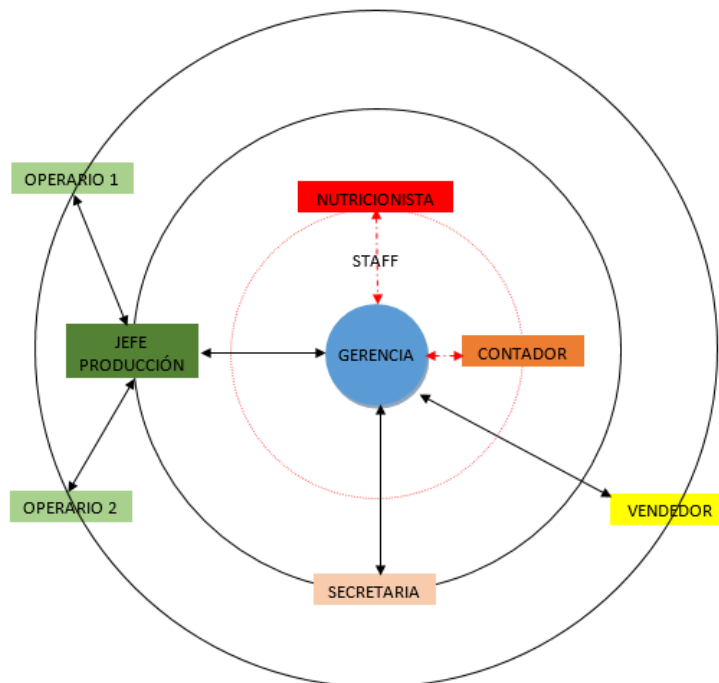 OPERARIO 1
NUTRICIONISTA
STAFF
JEFE
PRODUCCIÓN
GERENCIA
CONTADOR
OPERARIO 2
VENDEDOR
SECRETARIA